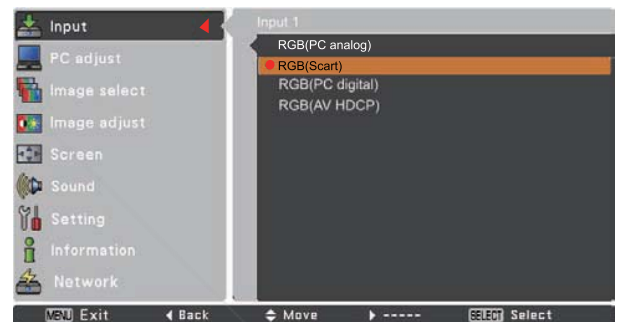 Input
PC adjust
Image select
Image adjust
Screen
Sound
Setting
Information
Network
Input 1
RGB(PC analog)
RGB(Scart)
RGB(PC digital)
RGB(AV HDCP)
MENU Exit Back Move ----- SELECT Select